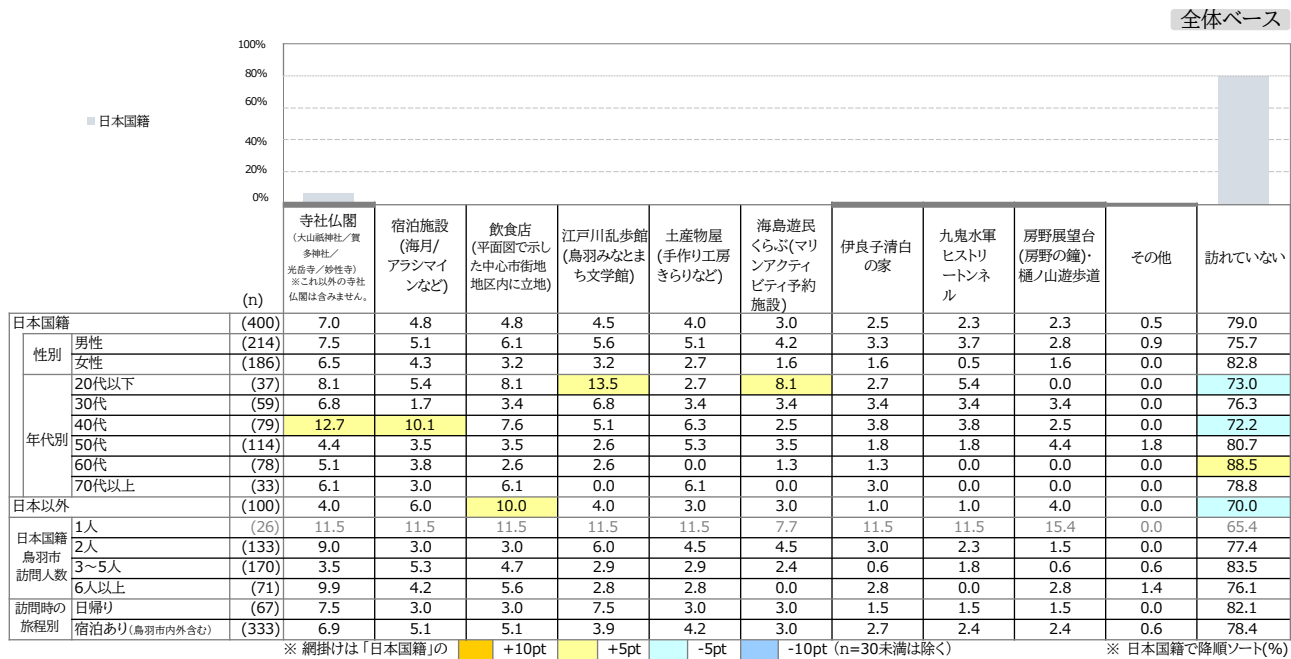 全体ベース
100%
80%
60%
40%
20%
0%
日本国籍
(n)
寺社仏閣
(大山祇神社／賀
多神社／
光岳寺／妙性寺)
※これ以外の寺社
仏閣は含みません。
宿泊施設
(海月/
アラシマイ
ンなど)
飲食店
(平面図で示し
た中心市街地
地区内に立地)
江戸川乱歩館
(鳥羽みなとま
ち文学館)
土産物屋
(手作り工房
きらりなど)
海島遊民
くらぶ(マリ
ンアクティ
ビティ予約
施設)
伊良子清白
の家
九鬼水軍
ヒストリ
ートンネ
ル
房野展望台
(房野の鐘)・
樋ノ山遊歩道
その他
訪れていない
日本国籍 (400) 7.0 4.8 4.8 4.5 4.0 3.0 2.5 2.3 2.3 0.5 79.0
性別
男性 (214) 7.5 5.1 6.1 5.6 5.1 4.2 3.3 3.7 2.8 0.9 75.7
女性 (186) 6.5 4.3 3.2 3.2 2.7 1.6 1.6 0.5 1.6 0.0 82.8
年代別
20代以下 (37) 8.1 5.4 8.1 13.5 2.7 8.1 2.7 5.4 0.0 0.0 73.0
30代 (59) 6.8 1.7 3.4 6.8 3.4 3.4 3.4 3.4 3.4 0.0 76.3
40代 (79) 12.7 10.1 7.6 5.1 6.3 2.5 3.8 3.8 2.5 0.0 72.2
50代 (114) 4.4 3.5 3.5 2.6 5.3 3.5 1.8 1.8 4.4 1.8 80.7
60代 (78) 5.1 3.8 2.6 2.6 0.0 1.3 1.3 0.0 0.0 0.0 88.5
70代以上 (33) 6.1 3.0 6.1 0.0 6.1 0.0 3.0 0.0 0.0 0.0 78.8
日本以外 (100) 4.0 6.0 10.0 4.0 3.0 3.0 1.0 1.0 4.0 0.0 70.0
日本国籍
鳥羽市
訪問人数
1人 (26) 11.5 11.5 11.5 11.5 11.5 7.7 11.5 11.5 15.4 0.0 65.4
2人 (133) 9.0 3.0 3.0 6.0 4.5 4.5 3.0 2.3 1.5 0.0 77.4
3～5人 (170) 3.5 5.3 4.7 2.9 2.9 2.4 0.6 1.8 0.6 0.6 83.5
6人以上 (71) 9.9 4.2 5.6 2.8 2.8 0.0 2.8 0.0 2.8 1.4 76.1
訪問時の
旅程別
日帰り (67) 7.5 3.0 3.0 7.5 3.0 3.0 1.5 1.5 1.5 0.0 82.1
宿泊あり(鳥羽市内外含む) (333) 6.9 5.1 5.1 3.9 4.2 3.0 2.7 2.4 2.4 0.6 78.4
※ 網掛けは「日本国籍」の +10pt +5pt -5pt -10pt (n=30未満は除く) ※ 日本国籍で降順ソート(%)